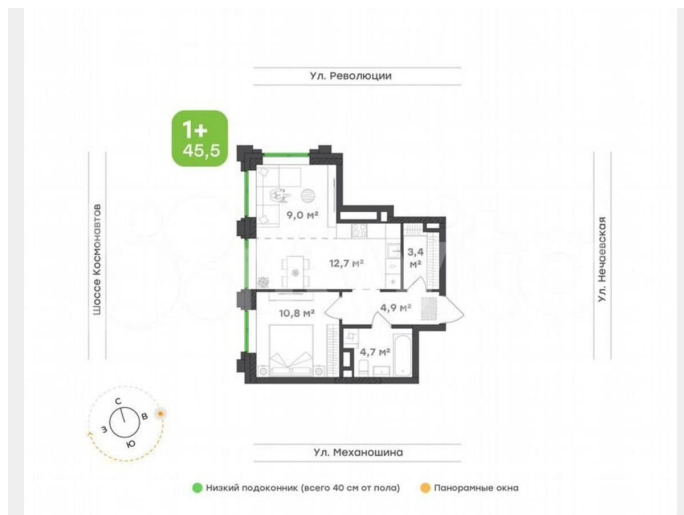 Ул. Революции
1+
45,5
Шоссе Космонавтов
9,0 м²
12,7 м²
3,4
м²
Ул. Нечаевская
10,8 м²
4,9 м²
4,7 м²
С
В
З
Ю
Ул. Механошина
Низкий подоконник (всего 40 см от пола)
Панорамные окна